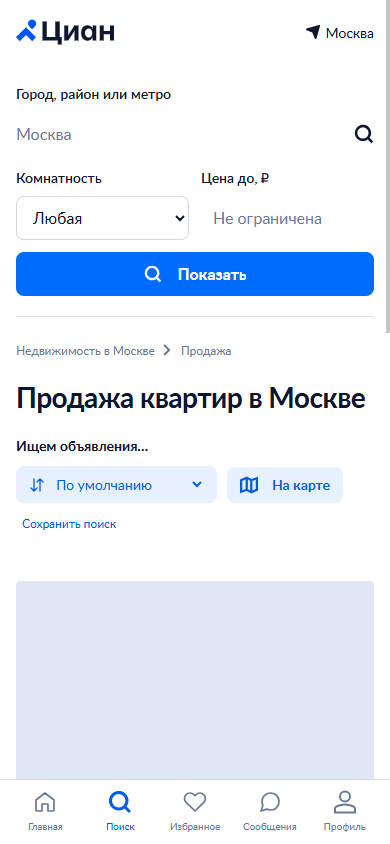 Циан
Москва
Город, район или метро
Москва
Комнатность
Цена до, ₽
Любая
Не ограничена
Показать
Недвижимость в Москве
Продажа
Продажа квартир в Москве
Ищем объявления...
По умолчанию
На карте
Сохранить поиск
Главная
Поиск
Избранное
Сообщения
Профиль